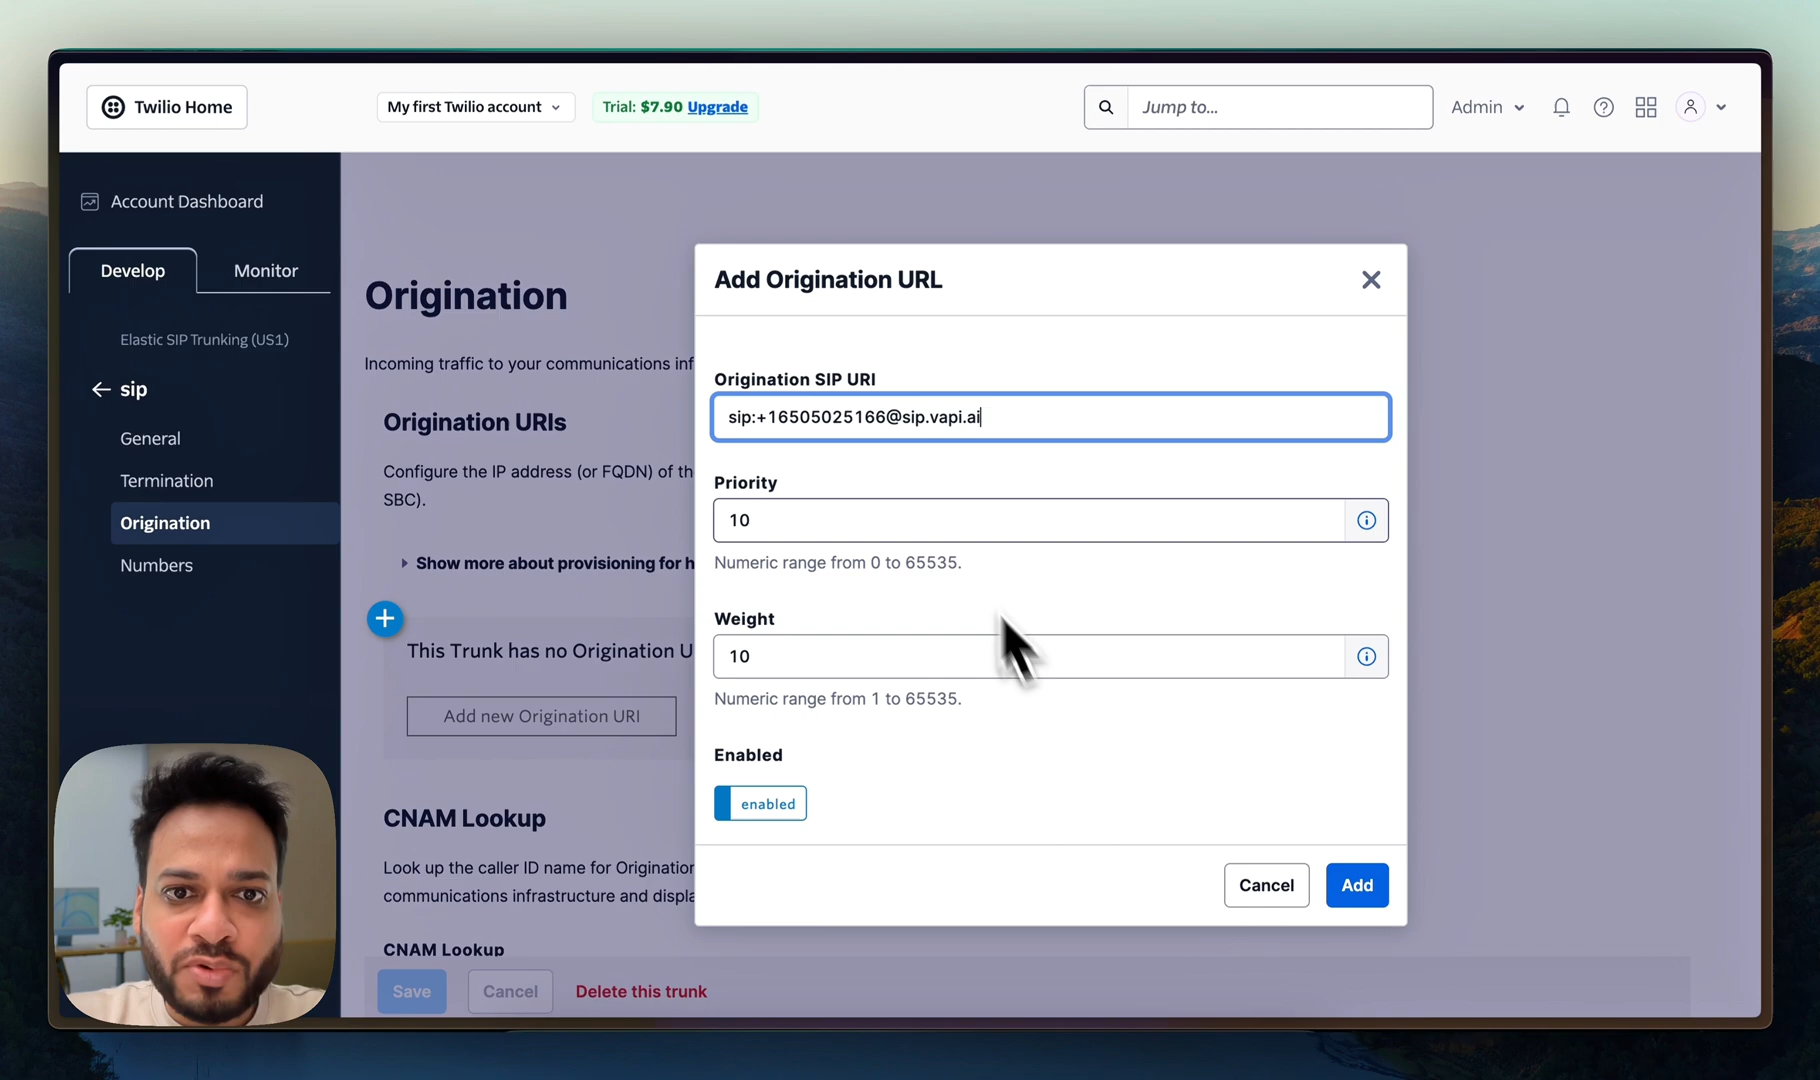 Twilio Home
My first Twilio account
Trial: $7.90 Upgrade
Jump to...
Admin
Account Dashboard
Develop
Monitor
Elastic SIP Trunking (US1)
sip
General
Termination
Origination
Numbers
Origination
Incoming traffic to your communications inf
Origination URIs
Configure the IP address (or FQDN) of the
SBC).
Show more about provisioning for h
This Trunk has no Origination U
Add new Origination URI
CNAM Lookup
Look up the caller ID name for Origination
communications infrastructure and displa
CNAM Lookup
Save
Cancel
Delete this trunk
Add Origination URL
Origination SIP URI
sip:+16505025166@sip.vapi.ai
Priority
10
Numeric range from 0 to 65535.
Weight
10
Numeric range from 1 to 65535.
Enabled
enabled
Cancel
Add